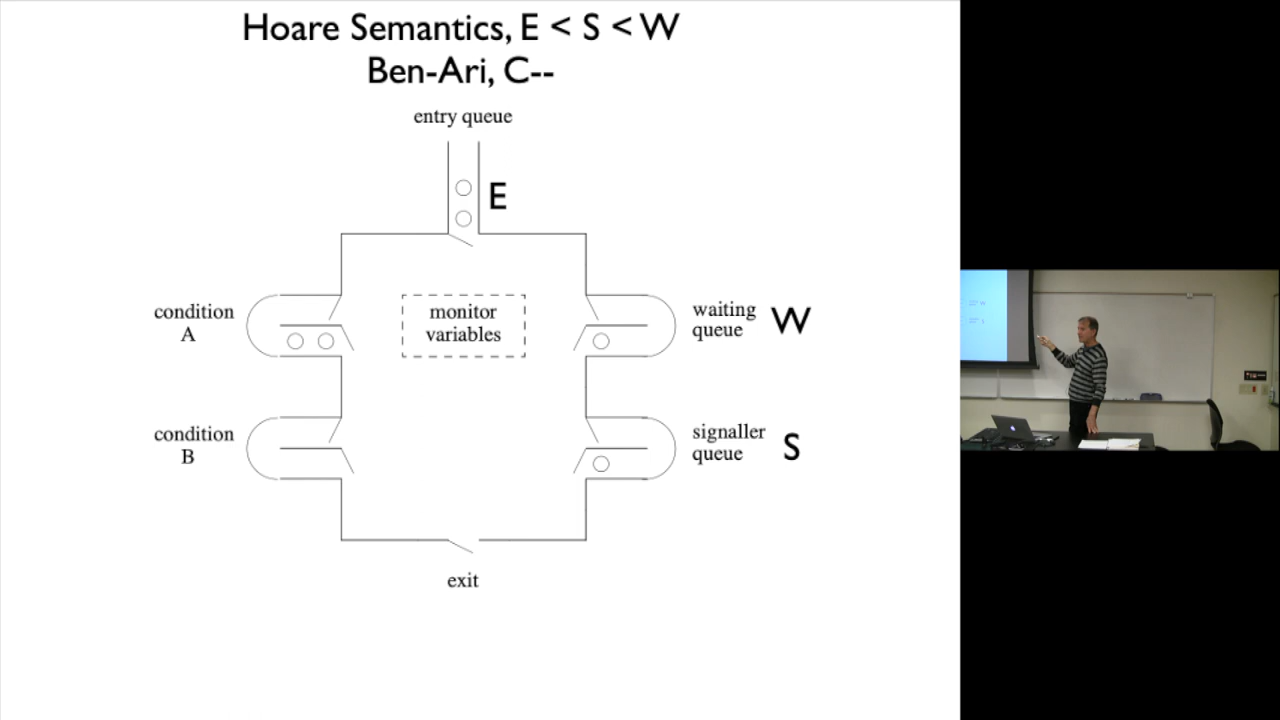 Hoare Semantics, E < S < W
Ben-Ari, C--
entry queue
E
condition
A
monitor
variables
waiting
queue
W
condition
B
signaller
queue
S
exit